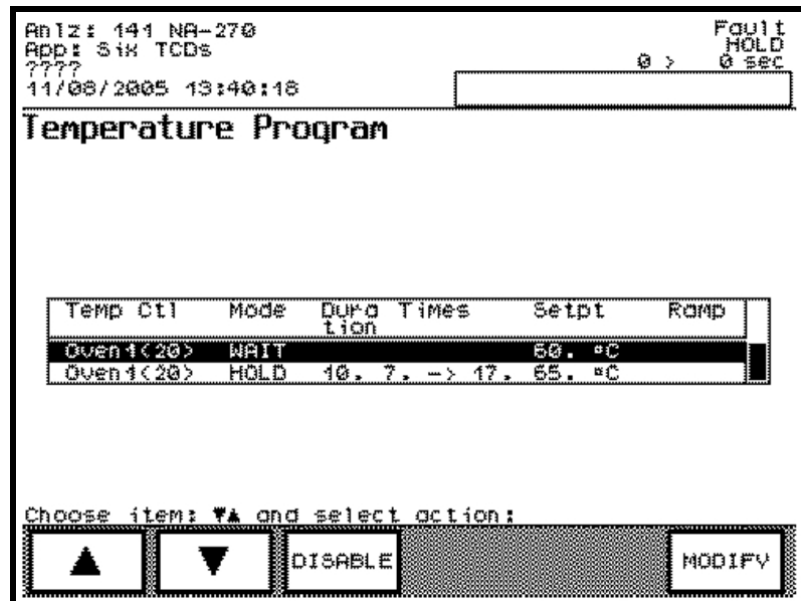 Anlz: 141 NA-270
Fault
App: Six TCDs
HOLD
????
0 > 0 sec
11/08/2005 13:40:18
Temperature Program
Temp Ctl Mode Dura Times Setpt Ramp
tion
Oven1(20) WAIT 60. °C
Oven1(20) HOLD 10. 7. -> 17. 65. °C
Choose item: ▼▲ and select action:
▲ ▼ DISABLE MODIFY